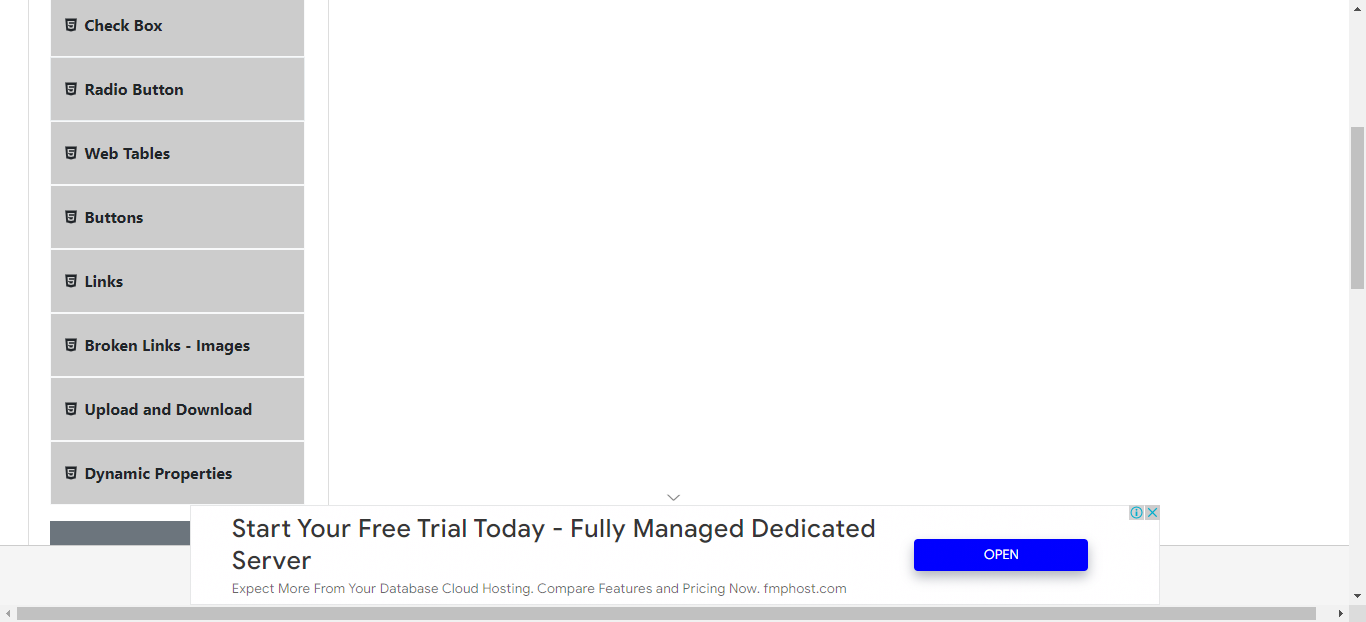 Check Box
Radio Button
Web Tables
Buttons
Links
Broken Links - Images
Upload and Download
Dynamic Properties
Start Your Free Trial Today - Fully Managed Dedicated
Server
Expect More From Your Database Cloud Hosting. Compare Features and Pricing Now. fmphost.com
OPEN